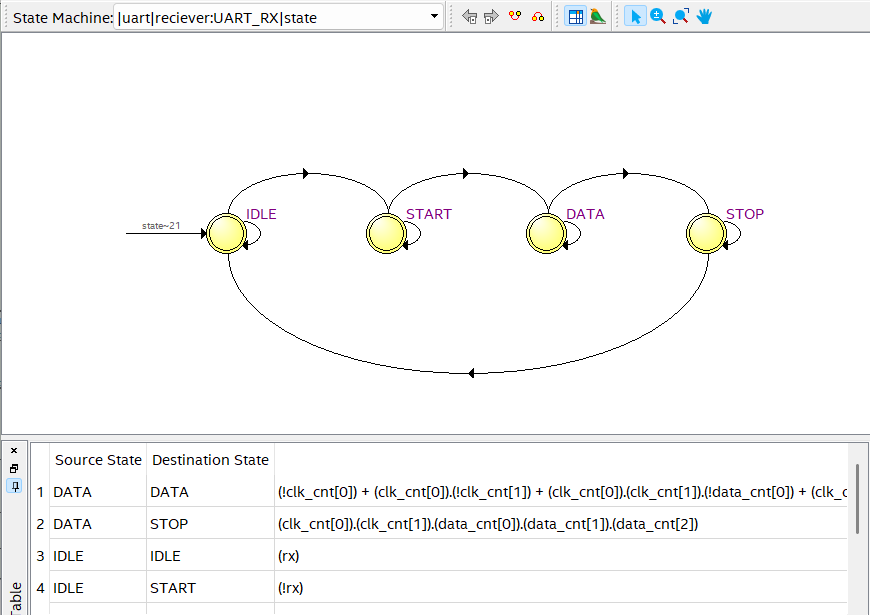 State Machine: |uart|reciever:UART_RX|state
state~21
IDLE START DATA STOP
Source State Destination State
1 DATA DATA (!clk_cnt[0]) + (clk_cnt[0]).(!clk_cnt[1]) + (clk_cnt[0]).(clk_cnt[1]).(!data_cnt[0]) + (clk_c
2 DATA STOP (clk_cnt[0]).(clk_cnt[1]).(data_cnt[0]).(data_cnt[1]).(data_cnt[2])
3 IDLE IDLE (rx)
4 IDLE START (!rx)
Table